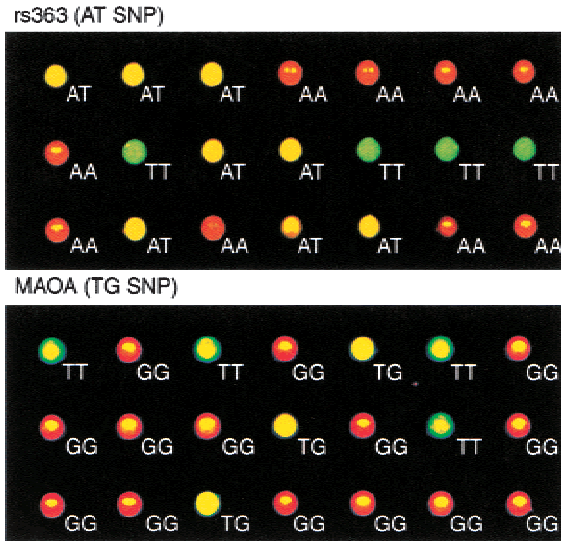 rs363 (AT SNP)
AT AT AT AA AA AA AA
AA TT AT AT TT TT TT
AA AT AA AT AT AA AA
MAOA (TG SNP)
TT GG TT GG TG TT GG
GG GG GG TG GG TT GG
GG GG TG GG GG GG GG